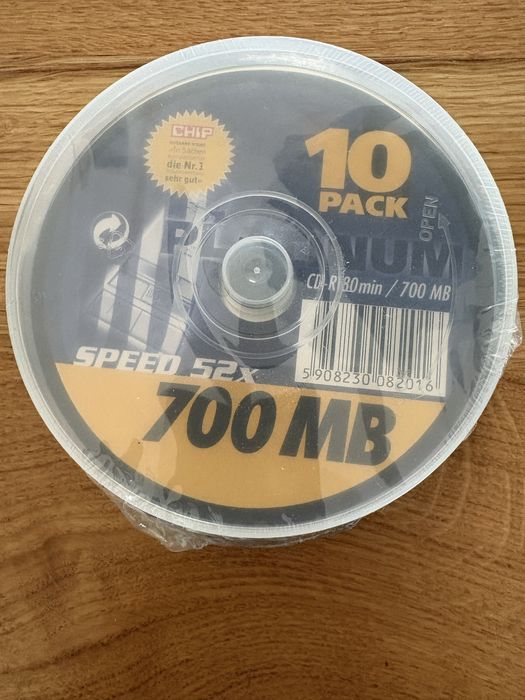 CHIP
die Nr.1
sehr gut«
10
PACK
OPEN
PLATINUM
CD-R 80min / 700 MB
5 908230 082016
SPEED 52x
700 MB